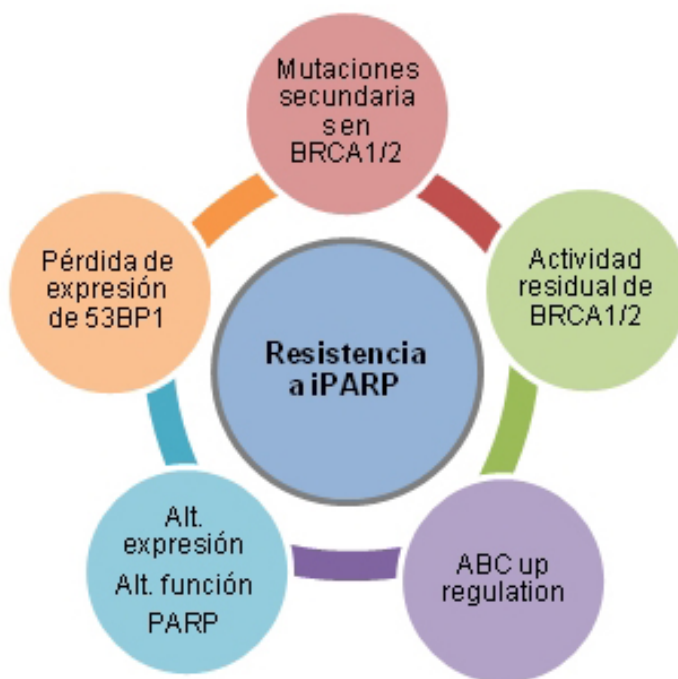 Mutaciones
secundaria
s en
BRCA1/2
Pérdida de
expresión
de 53BP1
Actividad
residual de
BRCA1/2
Resistencia
a iPARP
Alt.
expresión
Alt. función
PARP
ABC up
regulation